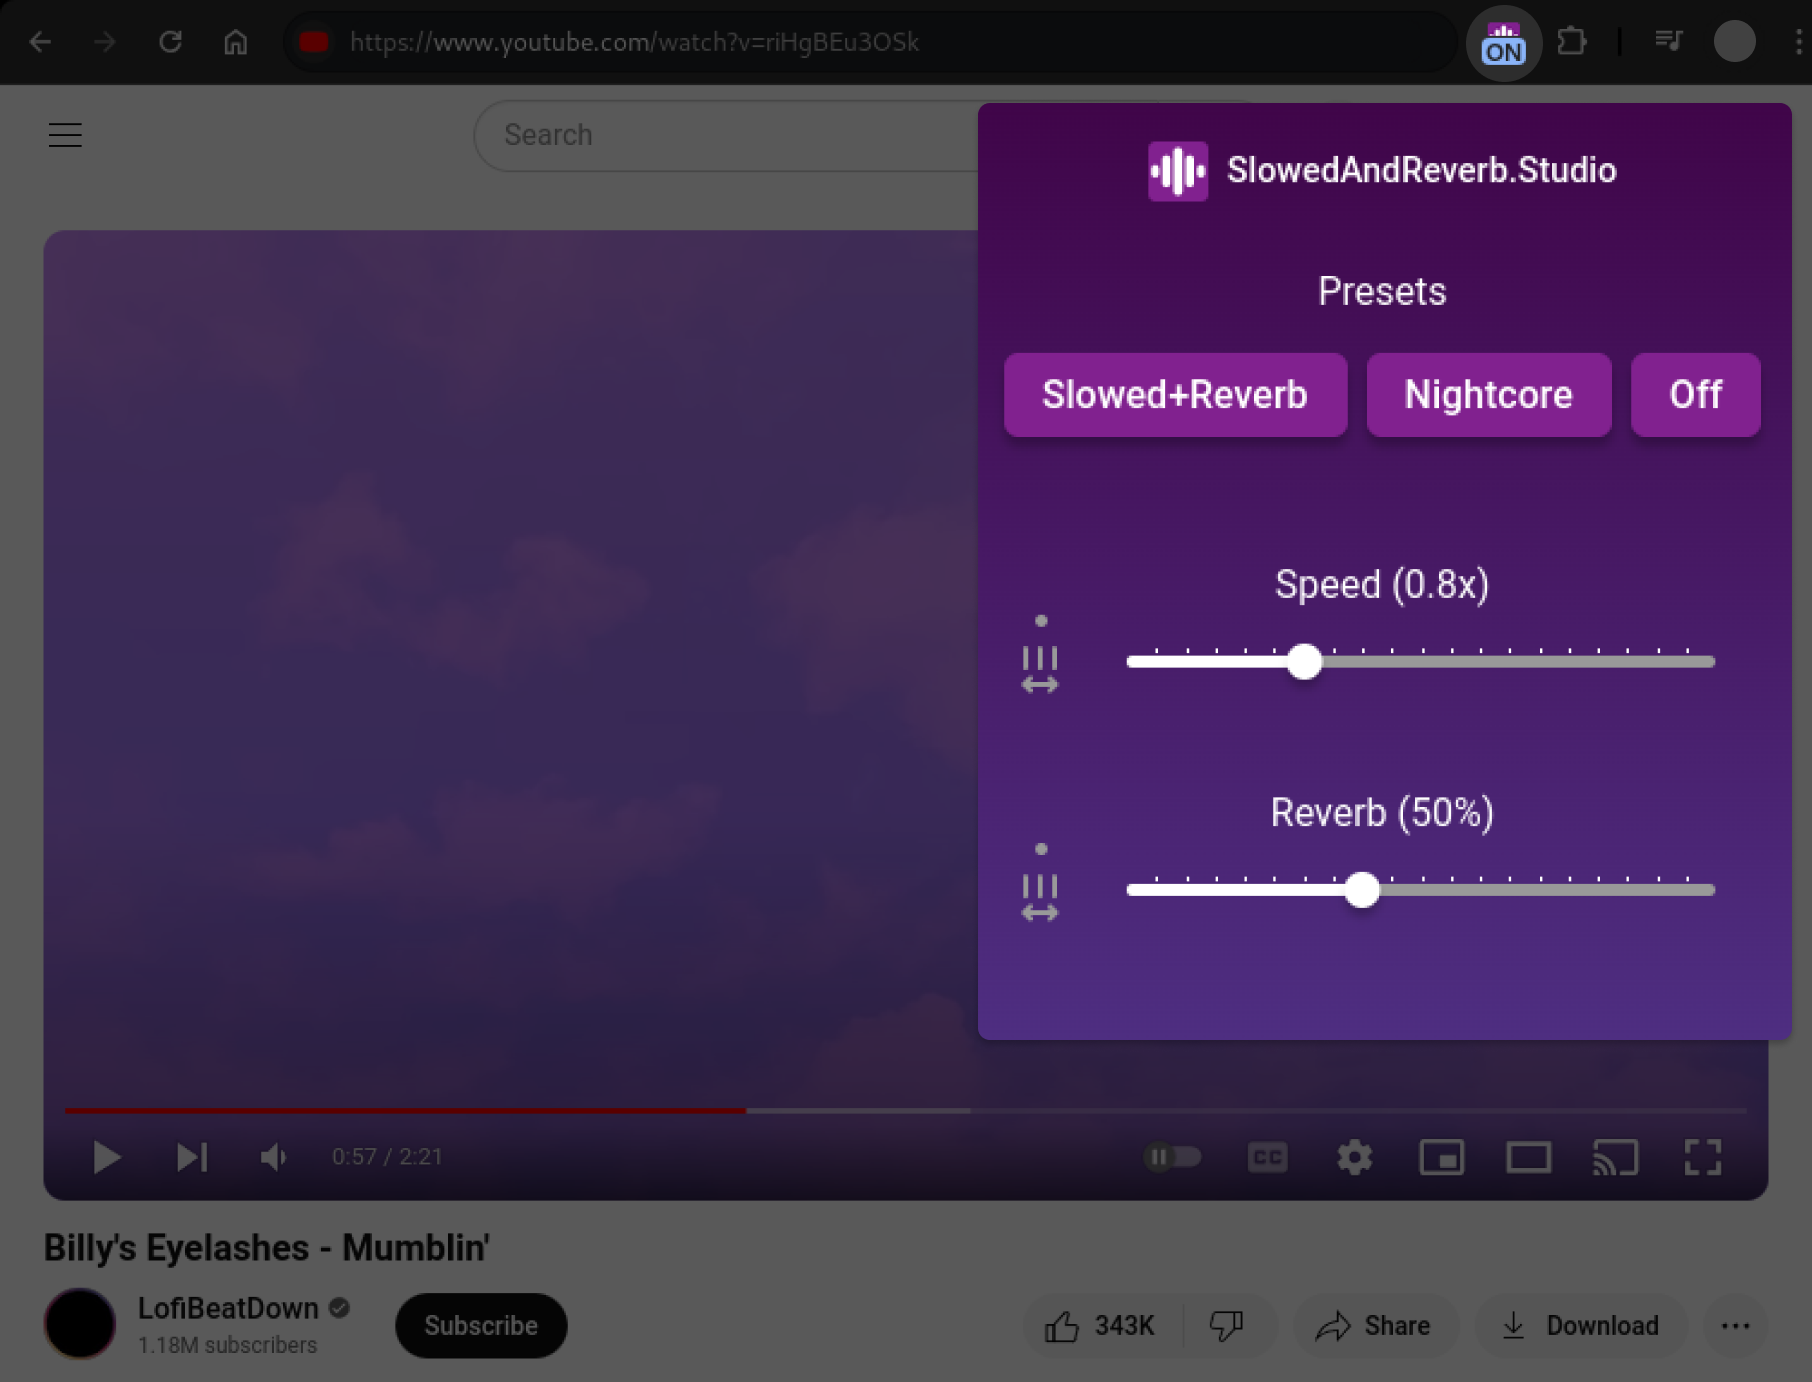 https://www.youtube.com/watch?v=riHgBEu3OSk
ON
Search
SlowedAndReverb.Studio
Presets
Slowed+Reverb Nightcore Off
Speed (0.8x)
Reverb (50%)
0:57 / 2:21
CC
Billy's Eyelashes - Mumblin'
LofiBeatDown
1.18M subscribers
Subscribe
343K
Share
Download